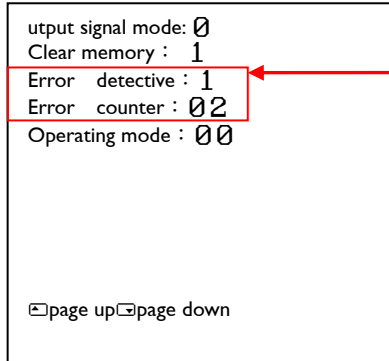 utput signal mode: 0
Clear memory： 1
Error detective：1
Error counter：02
Operating mode：00
page up page down